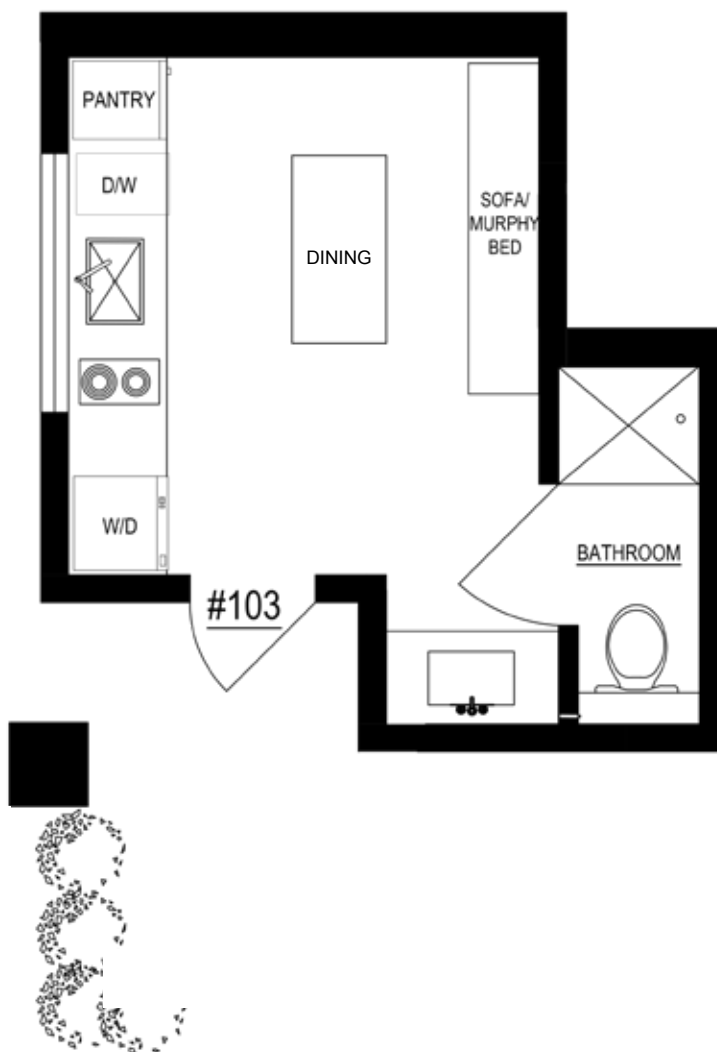 PANTRY
D/W
SOFA/
MURPHY
BED
DINING
W/D
BATHROOM
#103